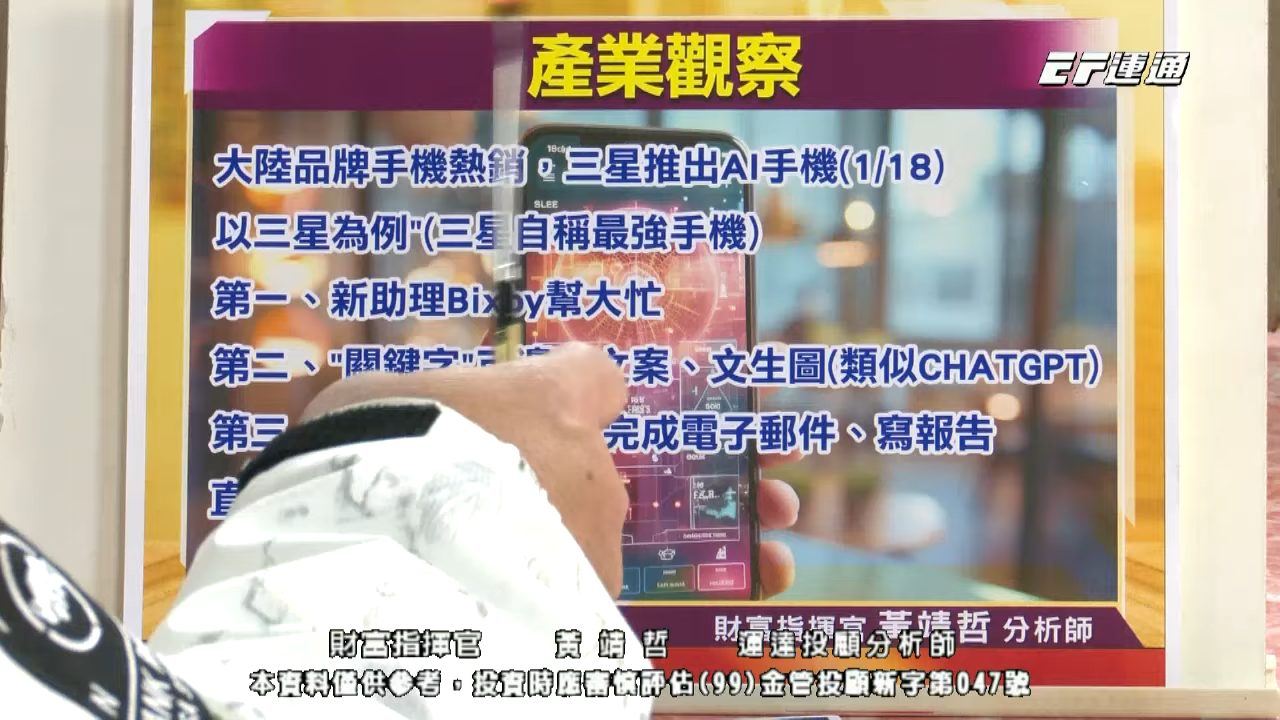 產業觀察
EF運通
大陸品牌手機熱銷，三星推出AI手機(1/18)
以三星為例"(三星自稱最強手機)
第一、新助理Bixby幫大忙
第二、"關鍵字"文案、文生圖(類似CHATGPT)
第三 完成電子郵件、寫報告
直
財富指揮官 黃靖哲 分析師
財富指揮官 黃靖哲 運達投顧分析師
本資料僅供參考，投資時應審慎評估(99)金管投顧新字第047號